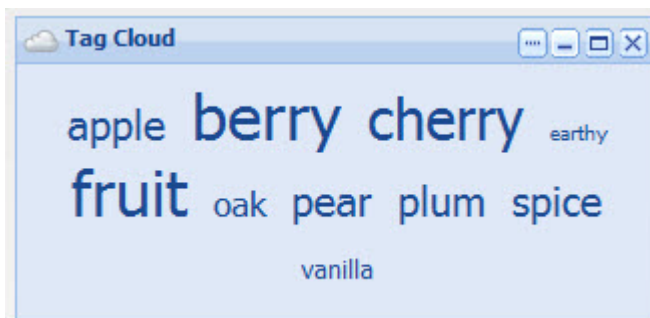 Tag Cloud
apple berry cherry earthy
fruit oak pear plum spice
vanilla